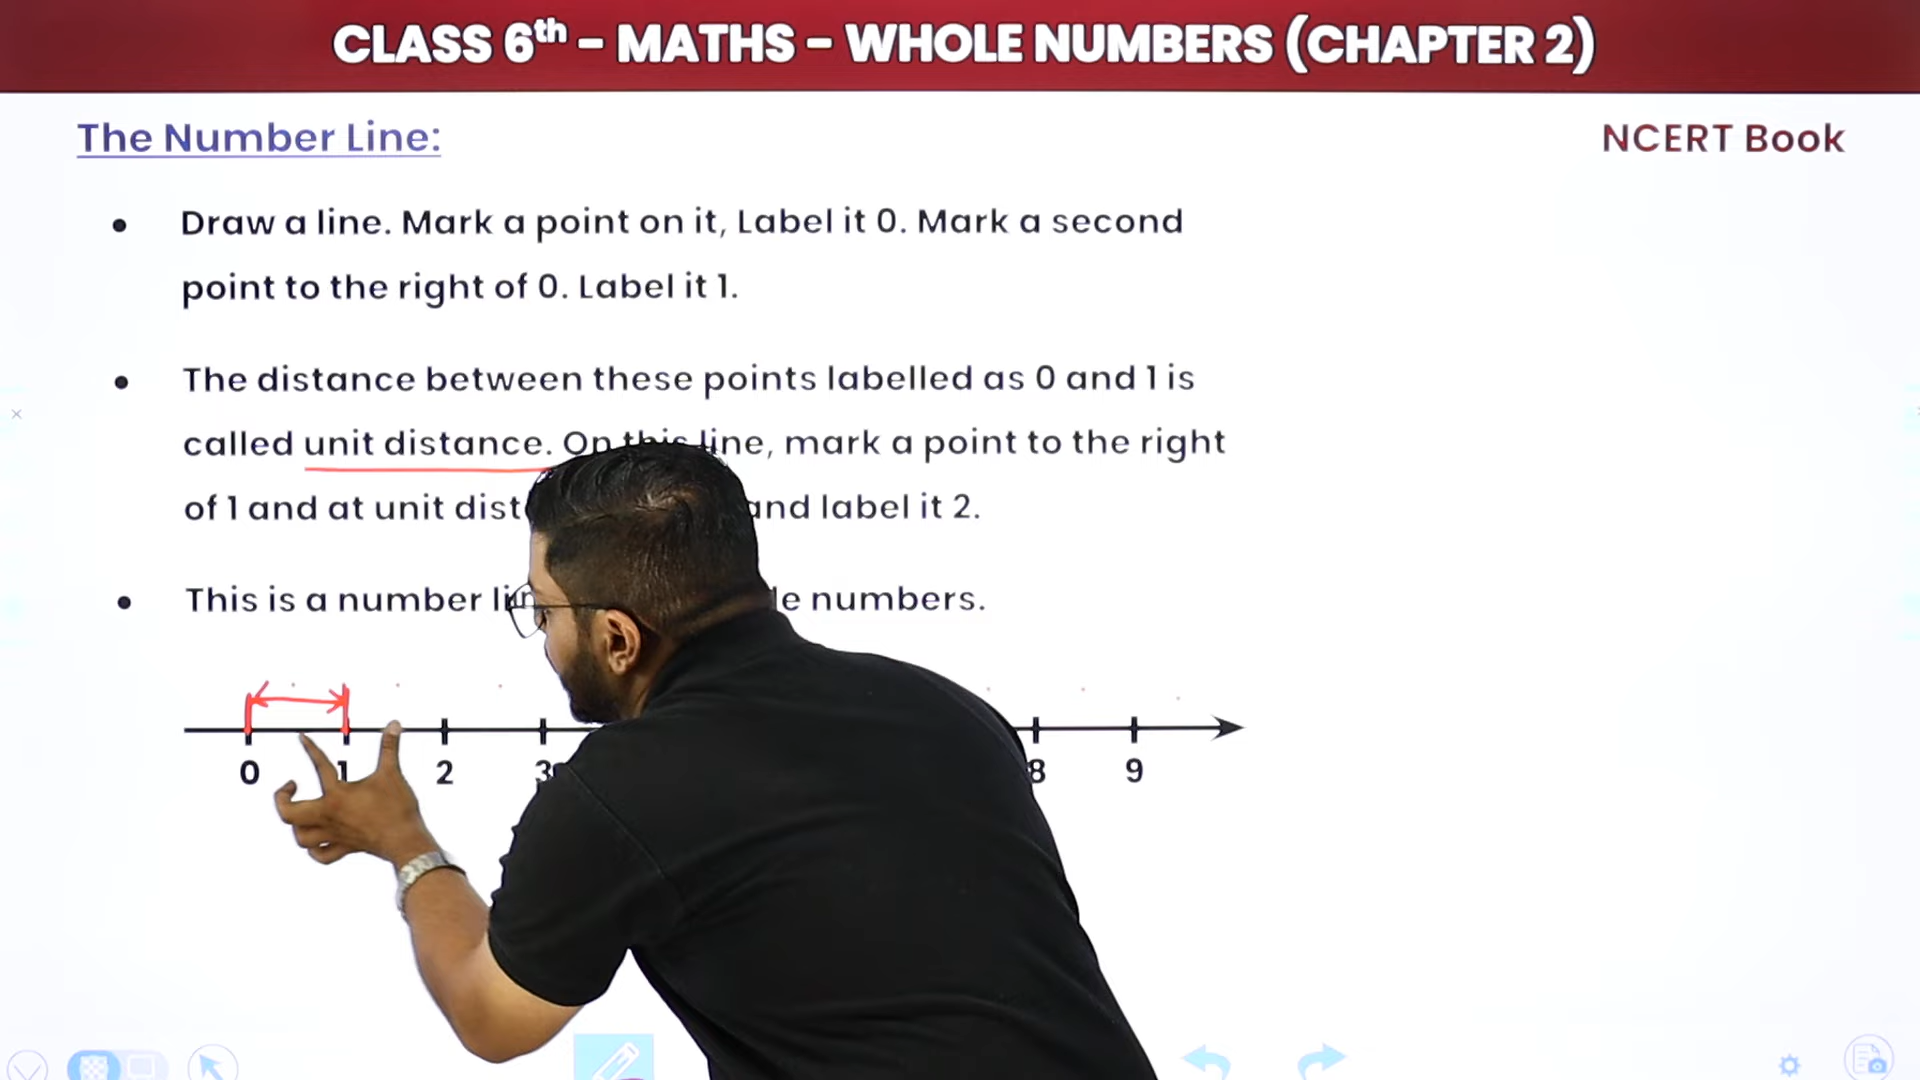 CLASS 6th - MATHS - WHOLE NUMBERS (CHAPTER 2)
The Number Line:
NCERT Book
Draw a line. Mark a point on it, Label it 0. Mark a second
point to the right of 0. Label it 1.
The distance between these points labelled as 0 and 1 is
called unit distance. On this line, mark a point to the right
of 1 and at unit and label it 2.
This is a number numbers.
0 1 2 3 8 9